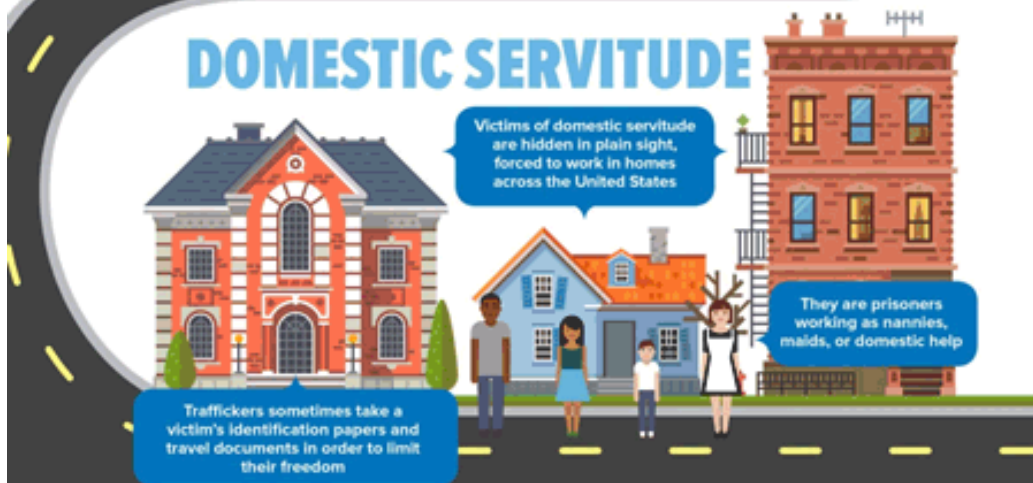 DOMESTIC SERVITUDE
Victims of domestic servitude
are hidden in plain sight,
forced to work in homes
across the United States
They are prisoners
working as nannies,
maids, or domestic help
Traffickers sometimes take a
victim's identification papers and
travel documents in order to limit
their freedom